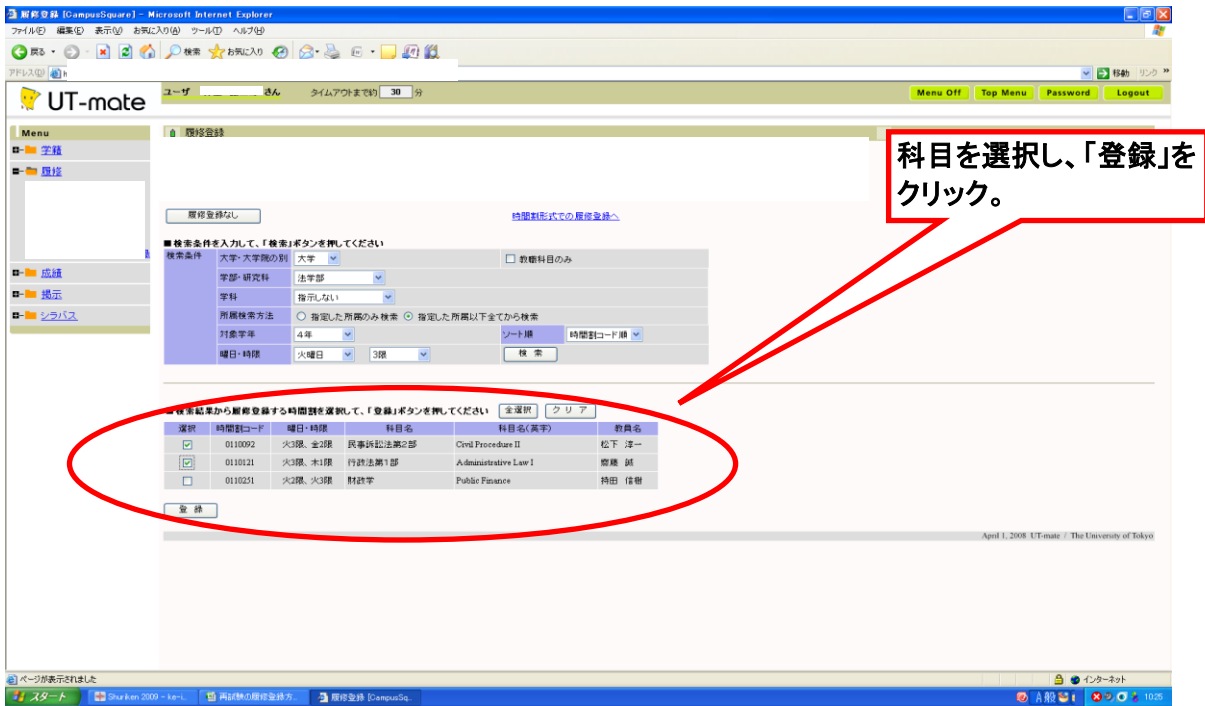 履修登録 [CampusSquare] - Microsoft Internet Explorer
ファイル(F) 編集(E) 表示(V) お気に入り(A) ツール(T) ヘルプ(H)
戻る 検索 お気に入り
アドレス(D) h 移動 リンク »
UT-mate
ユーザ さん タイムアウトまで約 30 分
Menu Off Top Menu Password Logout
Menu
学籍
履修
成績
掲示
シラバス
履修登録
科目を選択し、「登録」を
クリック。
履修登録なし 時間割形式での履修登録へ
■検索条件を入力して、「検索」ボタンを押してください
検索条件 大学・大学院の別 大学 教職科目のみ
学部・研究科 法学部
学科 指示しない
所属検索方法 指定した所属のみ検索 指定した所属以下全てから検索
対象学年 4年 ソート順 時間割コード順
曜日・時限 火曜日 3限 検 索
■検索結果から履修登録する時間割を選択して、「登録」ボタンを押してください 全選択 クリア
選択 時間割コード 曜日・時限 科目名 科目名(英字) 教員名
0110092 火3限、金2限 民事訴訟法第2部 Civil Procedure II 松下 淳一
0110121 火3限、木1限 行政法第1部 Administrative Law I 齋藤 誠
0110251 火2限、火3限 財政学 Public Finance 持田 信樹
登 録
April 1, 2008 UT-mate / The University of Tokyo
ページが表示されました インターネット
スタート Shuriken 2009 - ke-i... 再試験の履修登録方... 履修登録 [CampusSq... A 般 10:25